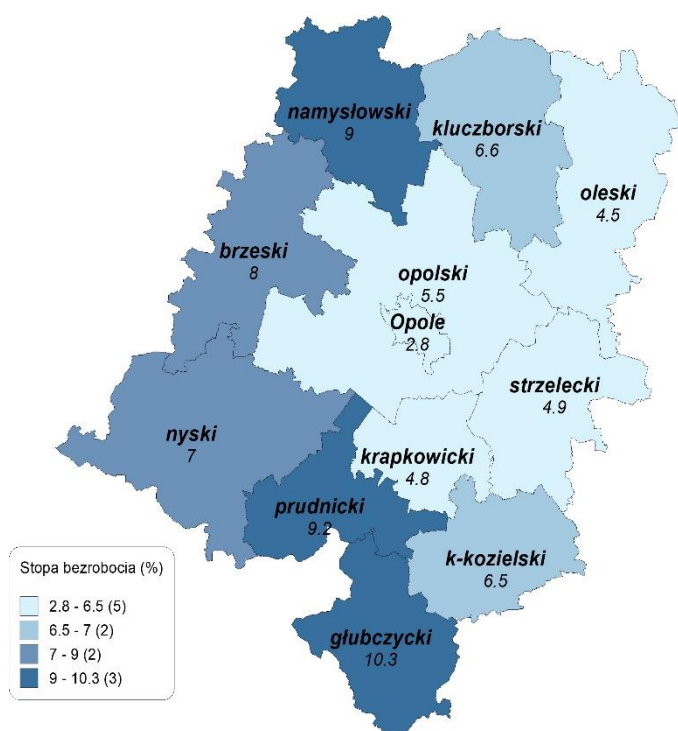 namysłowski
9
kluczborski
6.6
oleski
4.5
brzeski
8
opolski
5.5
Opole
2.8
strzelecki
4.9
nyski
7
krapkowicki
4.8
prudnicki
9.2
k-kozielski
6.5
głubczycki
10.3
Stopa bezrobocia (%)
2.8 - 6.5 (5)
6.5 - 7 (2)
7 - 9 (2)
9 - 10.3 (3)